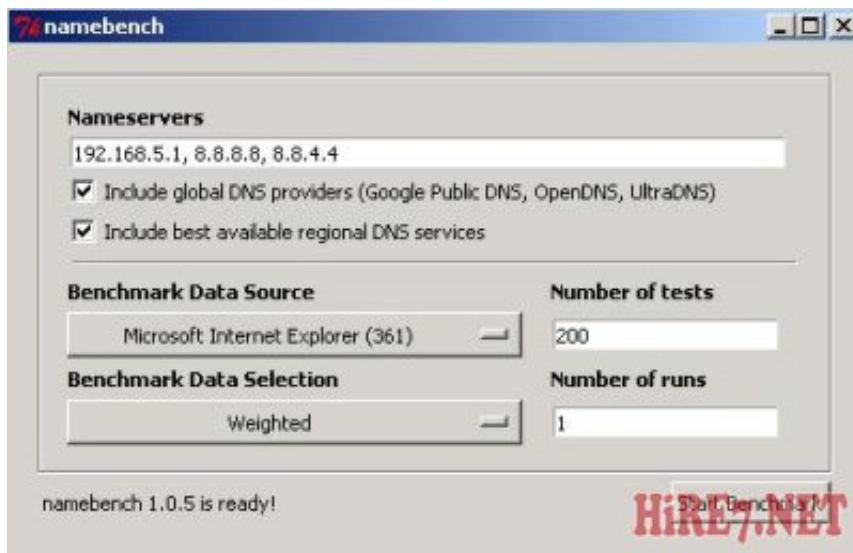 namebench
Nameservers
192.168.5.1, 8.8.8.8, 8.8.4.4
Include global DNS providers (Google Public DNS, OpenDNS, UltraDNS)
Include best available regional DNS services
Benchmark Data Source
Number of tests
Microsoft Internet Explorer (361)
200
Benchmark Data Selection
Number of runs
Weighted
1
namebench 1.0.5 is ready!
Start Benchmark
HiRE7.NET